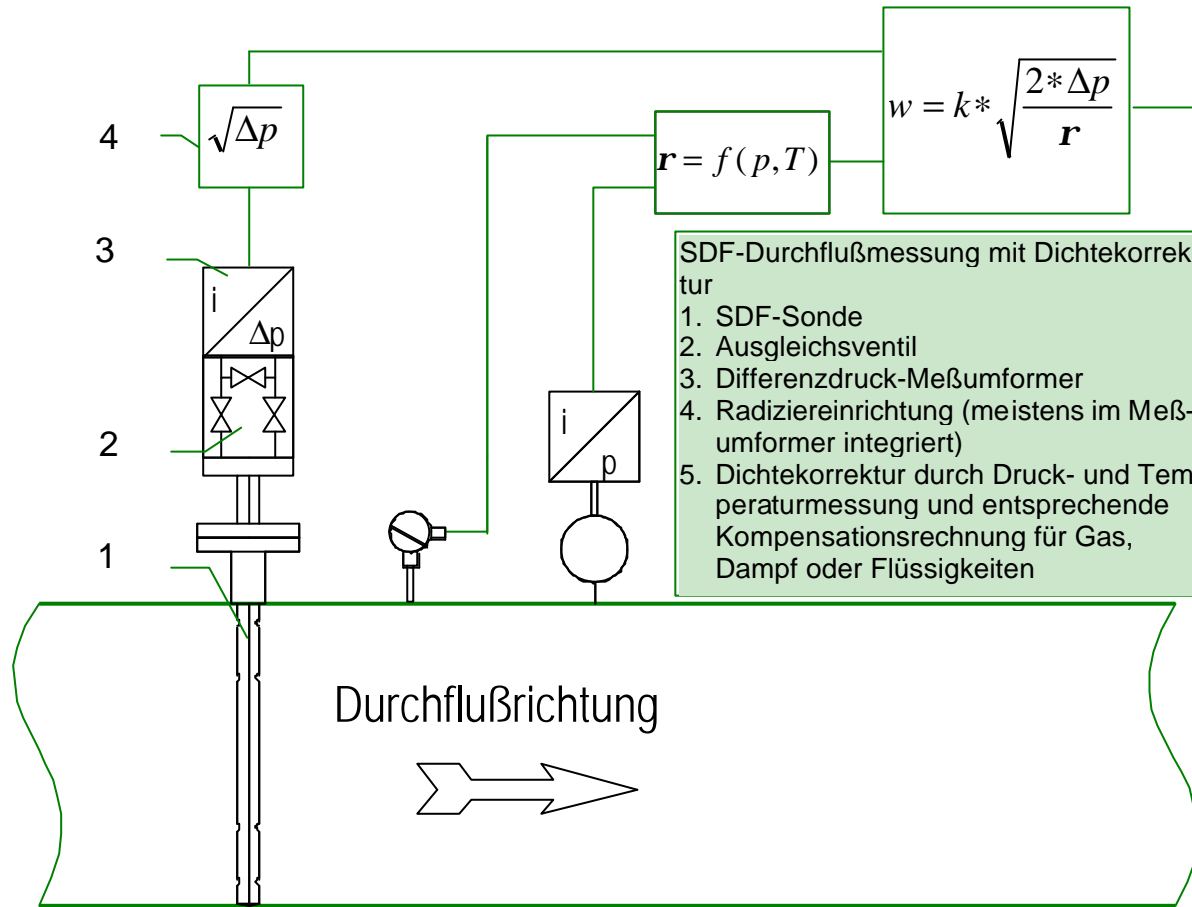 4
√Δp
w = k* √(2*Δp / r)
r = f(p,T)
3
i
Δp
SDF-Durchflußmessung mit Dichtekorrek
tur
1. SDF-Sonde
2. Ausgleichsventil
3. Differenzdruck-Meßumformer
4. Radiziereinrichtung (meistens im Meß-
umformer integriert)
5. Dichtekorrektur durch Druck- und Tem
peraturmessung und entsprechende
Kompensationsrechnung für Gas,
Dampf oder Flüssigkeiten
i
p
2
1
Durchflußrichtung